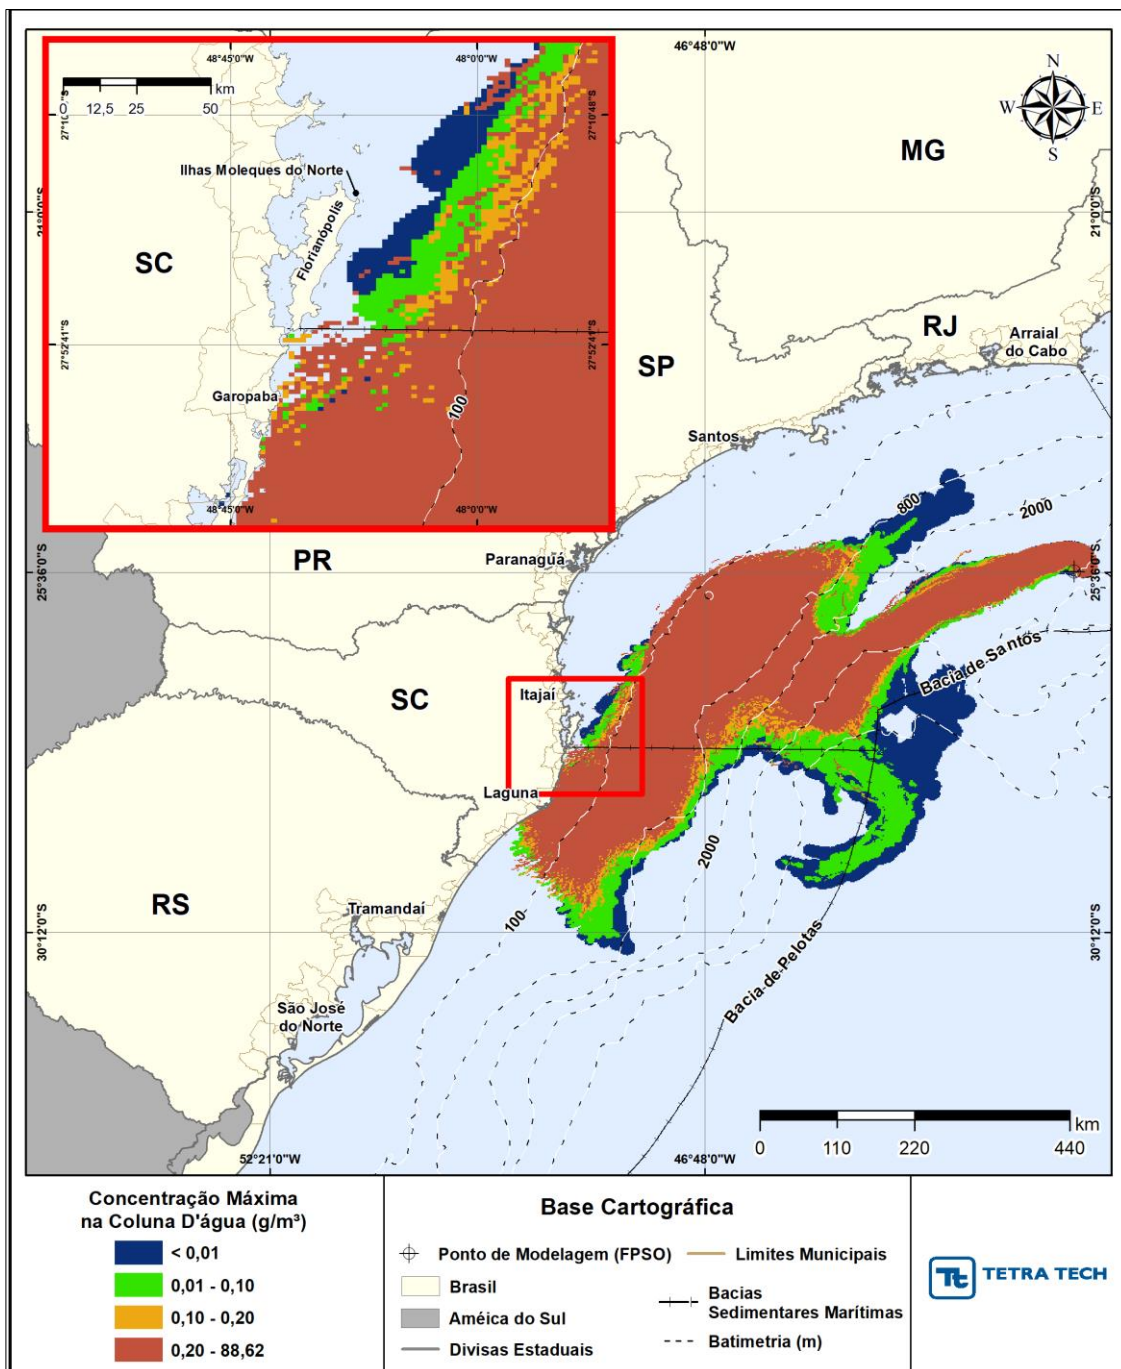 46°48'0"W
48°45'0"W
48°0'0"W
km
0
12,5
25
50
27°10'48"S
27°10'48"S
N
W
E
S
MG
Ilhas Moleques do Norte
21°0'0"S
21°0'0"S
SC
Florianópolis
RJ
Arraial
do Cabo
27°52'41"S
27°52'41"S
SP
Garopaba
100
Santos
48°45'0"W
48°0'0"W
800
2000
PR
Paranaguá
25°36'0"S
25°36'0"S
Bacia de Santos
SC
Itajaí
Laguna
2000
RS
Tramandaí
100
30°12'0"S
30°12'0"S
Bacia de Pelotas
São José
do Norte
km
0
110
220
440
52°21'0"W
46°48'0"W
Concentração Máxima
na Coluna D'água (g/m³)
< 0,01
0,01 - 0,10
0,10 - 0,20
0,20 - 88,62
Base Cartográfica
Ponto de Modelagem (FPSO)
Limites Municipais
Brasil
Améica do Sul
Bacias
Sedimentares Marítimas
Divisas Estaduais
Batimetria (m)
Tt
TETRA TECH